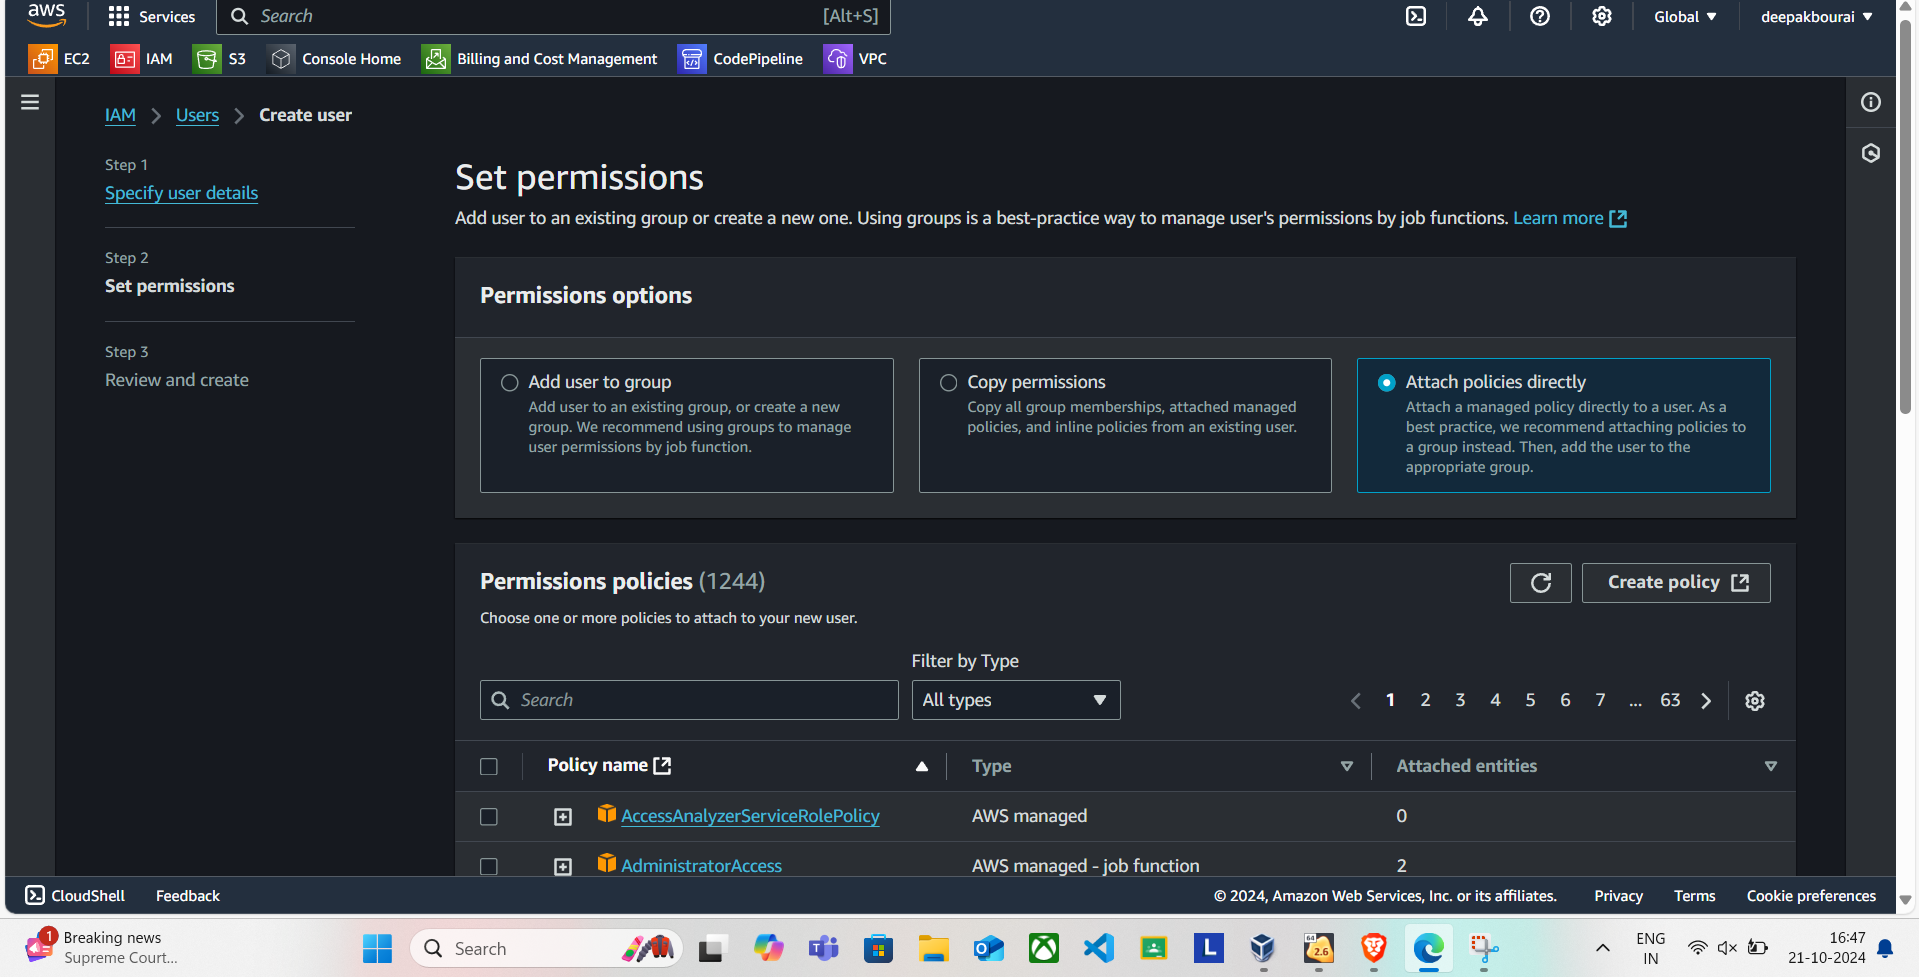 aws
Services
Search
[Alt+S]
Global
deepakbourai
EC2
IAM
S3
Console Home
Billing and Cost Management
CodePipeline
VPC
IAM
Users
Create user
Step 1
Specify user details
Step 2
Set permissions
Step 3
Review and create
Set permissions
Add user to an existing group or create a new one. Using groups is a best-practice way to manage user's permissions by job functions. Learn more
Permissions options
Add user to group
Add user to an existing group, or create a new
group. We recommend using groups to manage
user permissions by job function.
Copy permissions
Copy all group memberships, attached managed
policies, and inline policies from an existing user.
Attach policies directly
Attach a managed policy directly to a user. As a
best practice, we recommend attaching policies to
a group instead. Then, add the user to the
appropriate group.
Permissions policies (1244)
Create policy
Choose one or more policies to attach to your new user.
Filter by Type
Search
All types
1 2 3 4 5 6 7 ... 63
Policy name
Type
Attached entities
AccessAnalyzerServiceRolePolicy
AWS managed
0
AdministratorAccess
AWS managed - job function
2
CloudShell
Feedback
© 2024, Amazon Web Services, Inc. or its affiliates.
Privacy
Terms
Cookie preferences
1
Breaking news
Supreme Court...
Search
L
64
2.6
ENG
IN
16:47
21-10-2024